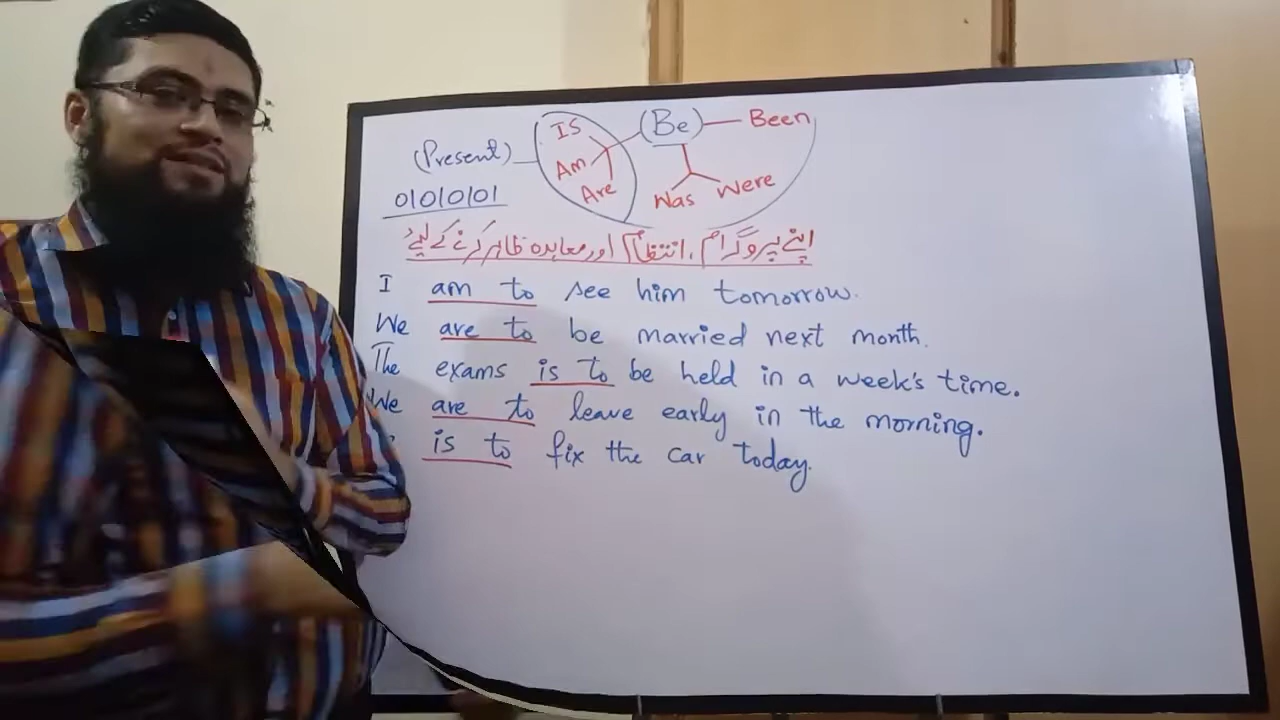 Is (Be) Been
(Present) Am Are Was Were
01010101
اپنے پروگرام، انتظام اور معاہدہ ظاہر کرنے کے لیے
I am to see him tomorrow.
We are to be married next month.
The exams is to be held in a week's time.
We are to leave early in the morning.
is to fix the car today.